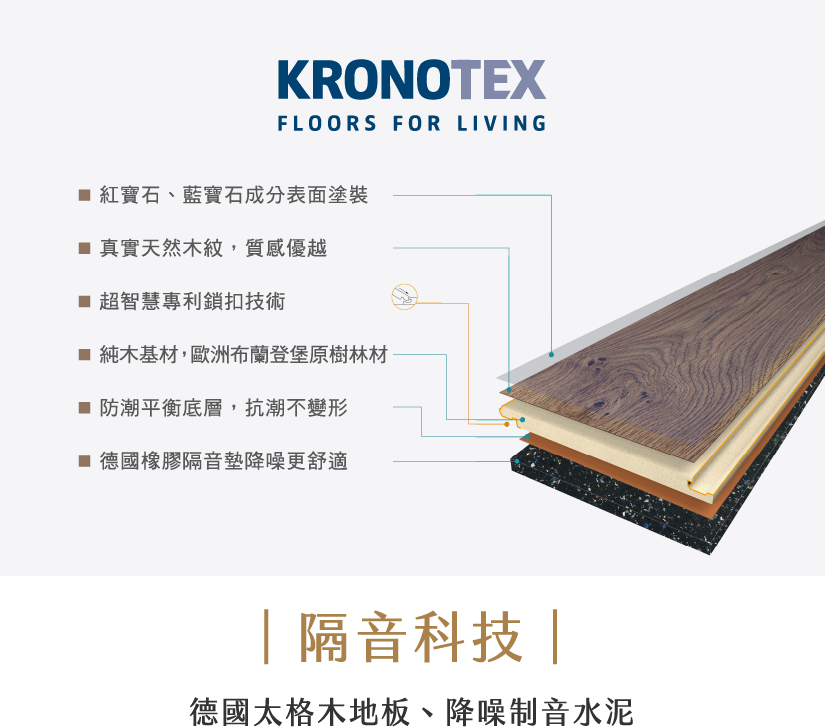 KRONOTEX
FLOORS FOR LIVING
紅寶石、藍寶石成分表面塗裝
真實天然木紋，質感優越
超智慧專利鎖扣技術
純木基材，歐洲布蘭登堡原樹林材
防潮平衡底層，抗潮不變形
德國橡膠隔音墊降噪更舒適
｜隔音科技｜
德國太格木地板、降噪制音水泥